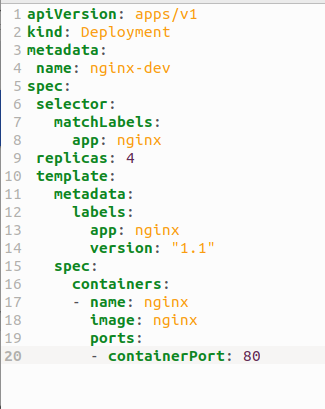 1 apiVersion: apps/v1
2 kind: Deployment
3 metadata:
4  name: nginx-dev
5 spec:
6  selector:
7    matchLabels:
8      app: nginx
9  replicas: 4
10  template:
11    metadata:
12      labels:
13        app: nginx
14        version: "1.1"
15    spec:
16      containers:
17      - name: nginx
18        image: nginx
19        ports:
20        - containerPort: 80